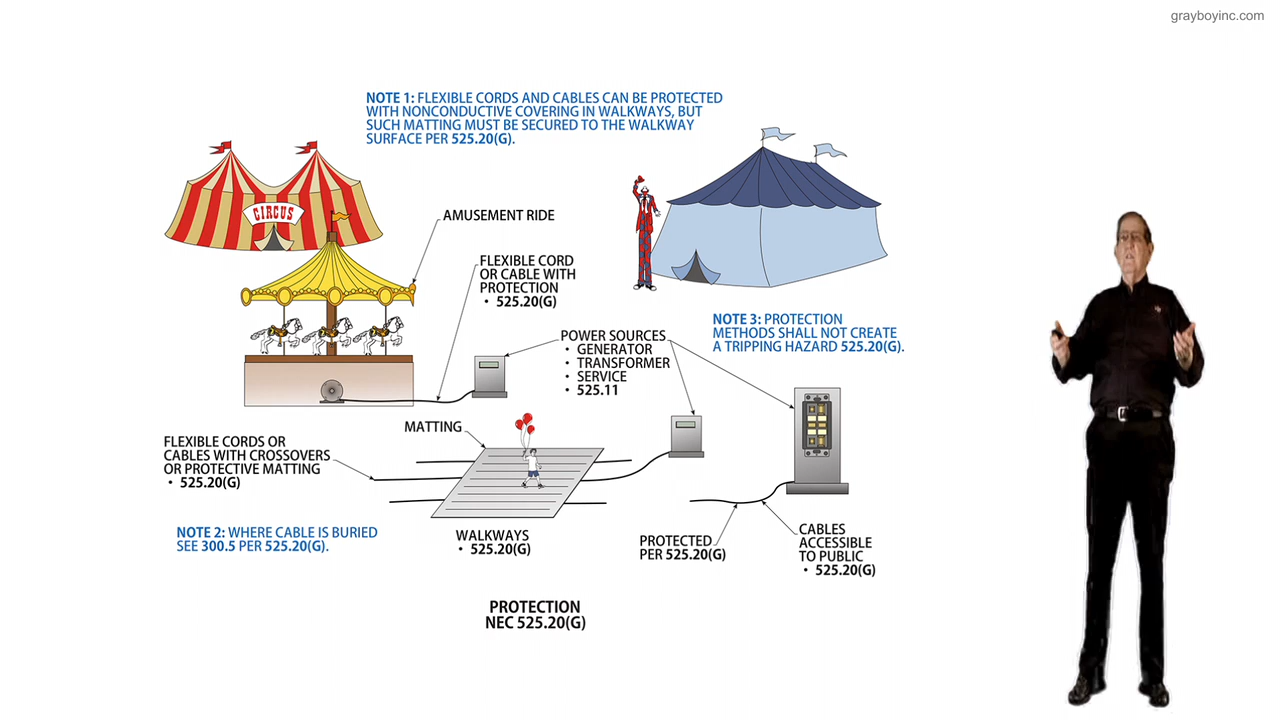 grayboyinc.com
NOTE 1: FLEXIBLE CORDS AND CABLES CAN BE PROTECTED
WITH NONCONDUCTIVE COVERING IN WALKWAYS, BUT
SUCH MATTING MUST BE SECURED TO THE WALKWAY
SURFACE PER 525.20(G).
CIRCUS
AMUSEMENT RIDE
FLEXIBLE CORD
OR CABLE WITH
PROTECTION
• 525.20(G)
NOTE 3: PROTECTION
METHODS SHALL NOT CREATE
A TRIPPING HAZARD 525.20(G).
POWER SOURCES
• GENERATOR
• TRANSFORMER
• SERVICE
• 525.11
MATTING
FLEXIBLE CORDS OR
CABLES WITH CROSSOVERS
OR PROTECTIVE MATTING
• 525.20(G)
NOTE 2: WHERE CABLE IS BURIED
SEE 300.5 PER 525.20(G).
WALKWAYS
• 525.20(G)
PROTECTED
PER 525.20(G)
CABLES
ACCESSIBLE
TO PUBLIC
• 525.20(G)
PROTECTION
NEC 525.20(G)